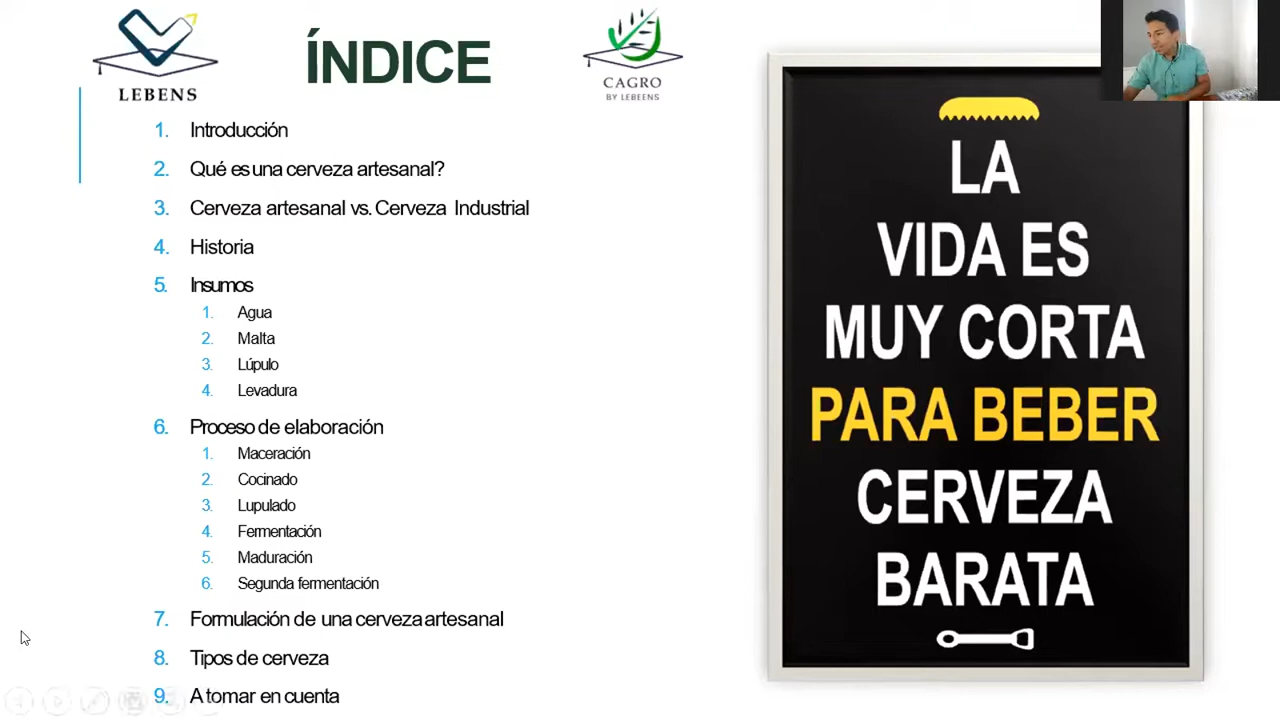 LEBENS
ÍNDICE
CAGRO
BY LEBEENS
1. Introducción
2. Qué es una cerveza artesanal?
3. Cerveza artesanal vs. Cerveza Industrial
4. Historia
5. Insumos
1. Agua
2. Malta
3. Lúpulo
4. Levadura
6. Proceso de elaboración
1. Maceración
2. Cocinado
3. Lupulado
4. Fermentación
5. Maduración
6. Segunda fermentación
7. Formulación de una cerveza artesanal
8. Tipos de cerveza
9. A tomar en cuenta
LA
VIDA ES
MUY CORTA
PARA BEBER
CERVEZA
BARATA